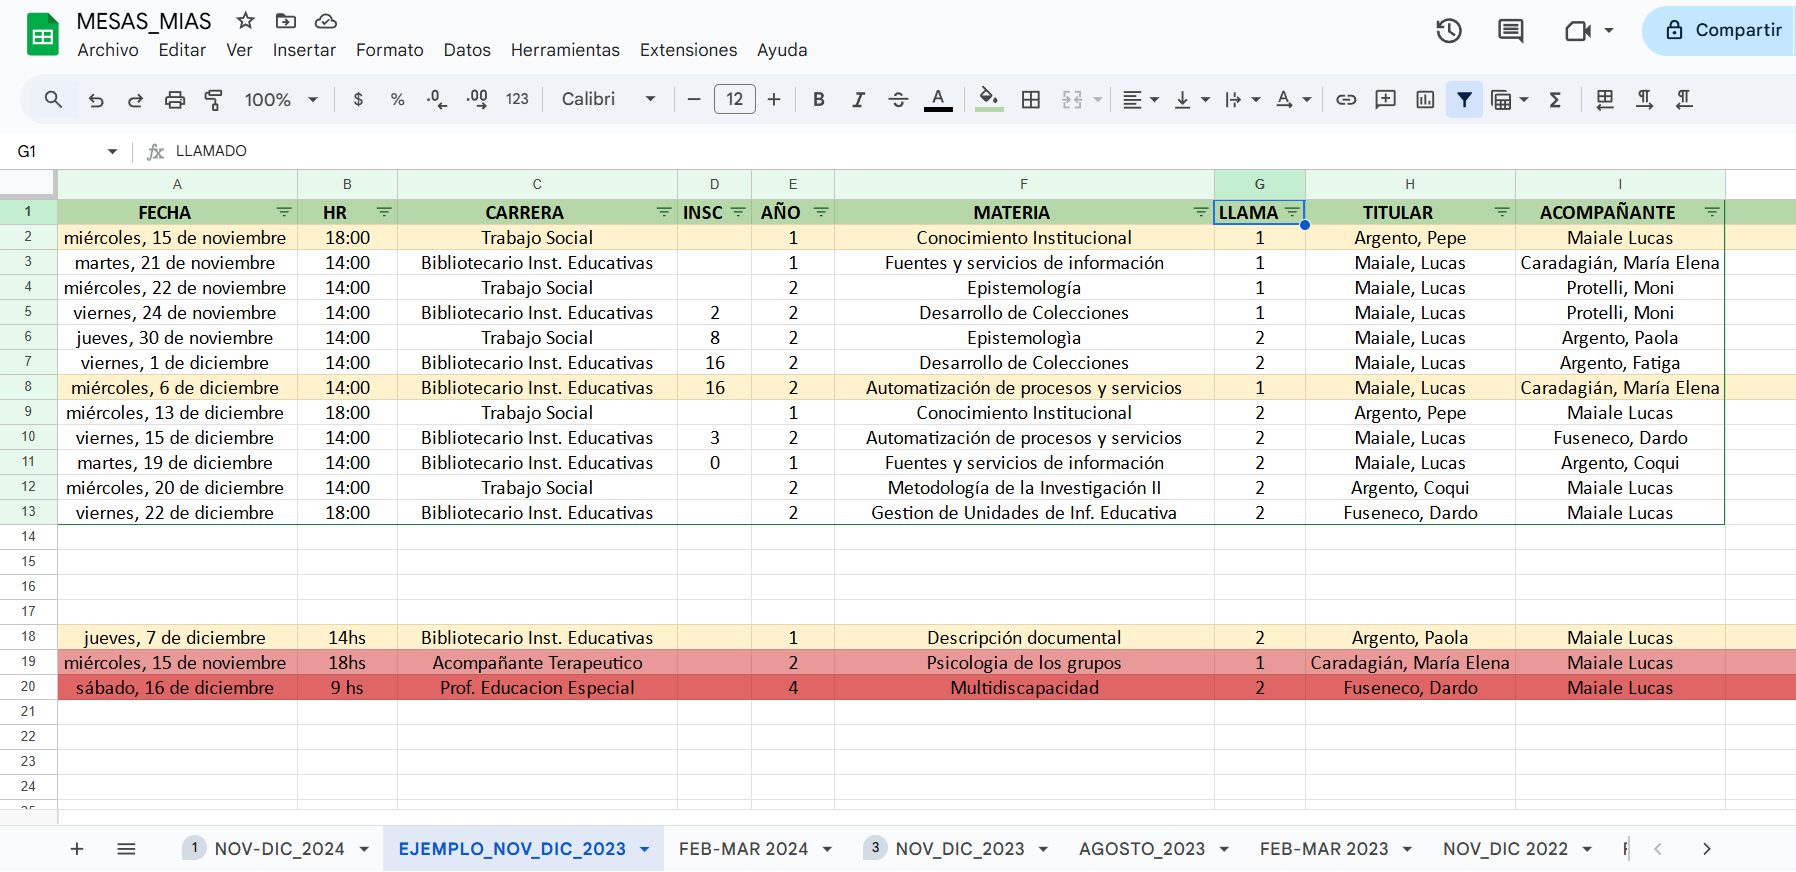 MESAS_MIAS
Archivo Editar Ver Insertar Formato Datos Herramientas Extensiones Ayuda
Compartir
100% $ % .0 .00 123 Calibri 12 B I S A
G1 fx LLAMADO
A B C D E F G H I
1 FECHA HR CARRERA INSC AÑO MATERIA LLAMA TITULAR ACOMPAÑANTE
2 miércoles, 15 de noviembre 18:00 Trabajo Social 1 Conocimiento Institucional 1 Argento, Pepe Maiale Lucas
3 martes, 21 de noviembre 14:00 Bibliotecario Inst. Educativas 1 Fuentes y servicios de información 1 Maiale, Lucas Caradagián, María Elena
4 miércoles, 22 de noviembre 14:00 Trabajo Social 2 Epistemología 1 Maiale, Lucas Protelli, Moni
5 viernes, 24 de noviembre 14:00 Bibliotecario Inst. Educativas 2 2 Desarrollo de Colecciones 1 Maiale, Lucas Protelli, Moni
6 jueves, 30 de noviembre 14:00 Trabajo Social 8 2 Epistemologìa 2 Maiale, Lucas Argento, Paola
7 viernes, 1 de diciembre 14:00 Bibliotecario Inst. Educativas 16 2 Desarrollo de Colecciones 2 Maiale, Lucas Argento, Fatiga
8 miércoles, 6 de diciembre 14:00 Bibliotecario Inst. Educativas 16 2 Automatización de procesos y servicios 1 Maiale, Lucas Caradagián, María Elena
9 miércoles, 13 de diciembre 18:00 Trabajo Social 1 Conocimiento Institucional 2 Argento, Pepe Maiale Lucas
10 viernes, 15 de diciembre 14:00 Bibliotecario Inst. Educativas 3 2 Automatización de procesos y servicios 2 Maiale, Lucas Fuseneco, Dardo
11 martes, 19 de diciembre 14:00 Bibliotecario Inst. Educativas 0 1 Fuentes y servicios de información 2 Maiale, Lucas Argento, Coqui
12 miércoles, 20 de diciembre 14:00 Trabajo Social 2 Metodología de la Investigación II 2 Argento, Coqui Maiale Lucas
13 viernes, 22 de diciembre 18:00 Bibliotecario Inst. Educativas 2 Gestion de Unidades de Inf. Educativa 2 Fuseneco, Dardo Maiale Lucas
14
15
16
17
18 jueves, 7 de diciembre 14hs Bibliotecario Inst. Educativas 1 Descripción documental 2 Argento, Paola Maiale Lucas
19 miércoles, 15 de noviembre 18hs Acompañante Terapeutico 2 Psicologia de los grupos 1 Caradagián, María Elena Maiale Lucas
20 sábado, 16 de diciembre 9 hs Prof. Educacion Especial 4 Multidiscapacidad 2 Fuseneco, Dardo Maiale Lucas
21
22
23
24
1 NOV-DIC_2024 EJEMPLO_NOV_DIC_2023 FEB-MAR 2024 3 NOV_DIC_2023 AGOSTO_2023 FEB-MAR 2023 NOV_DIC 2022